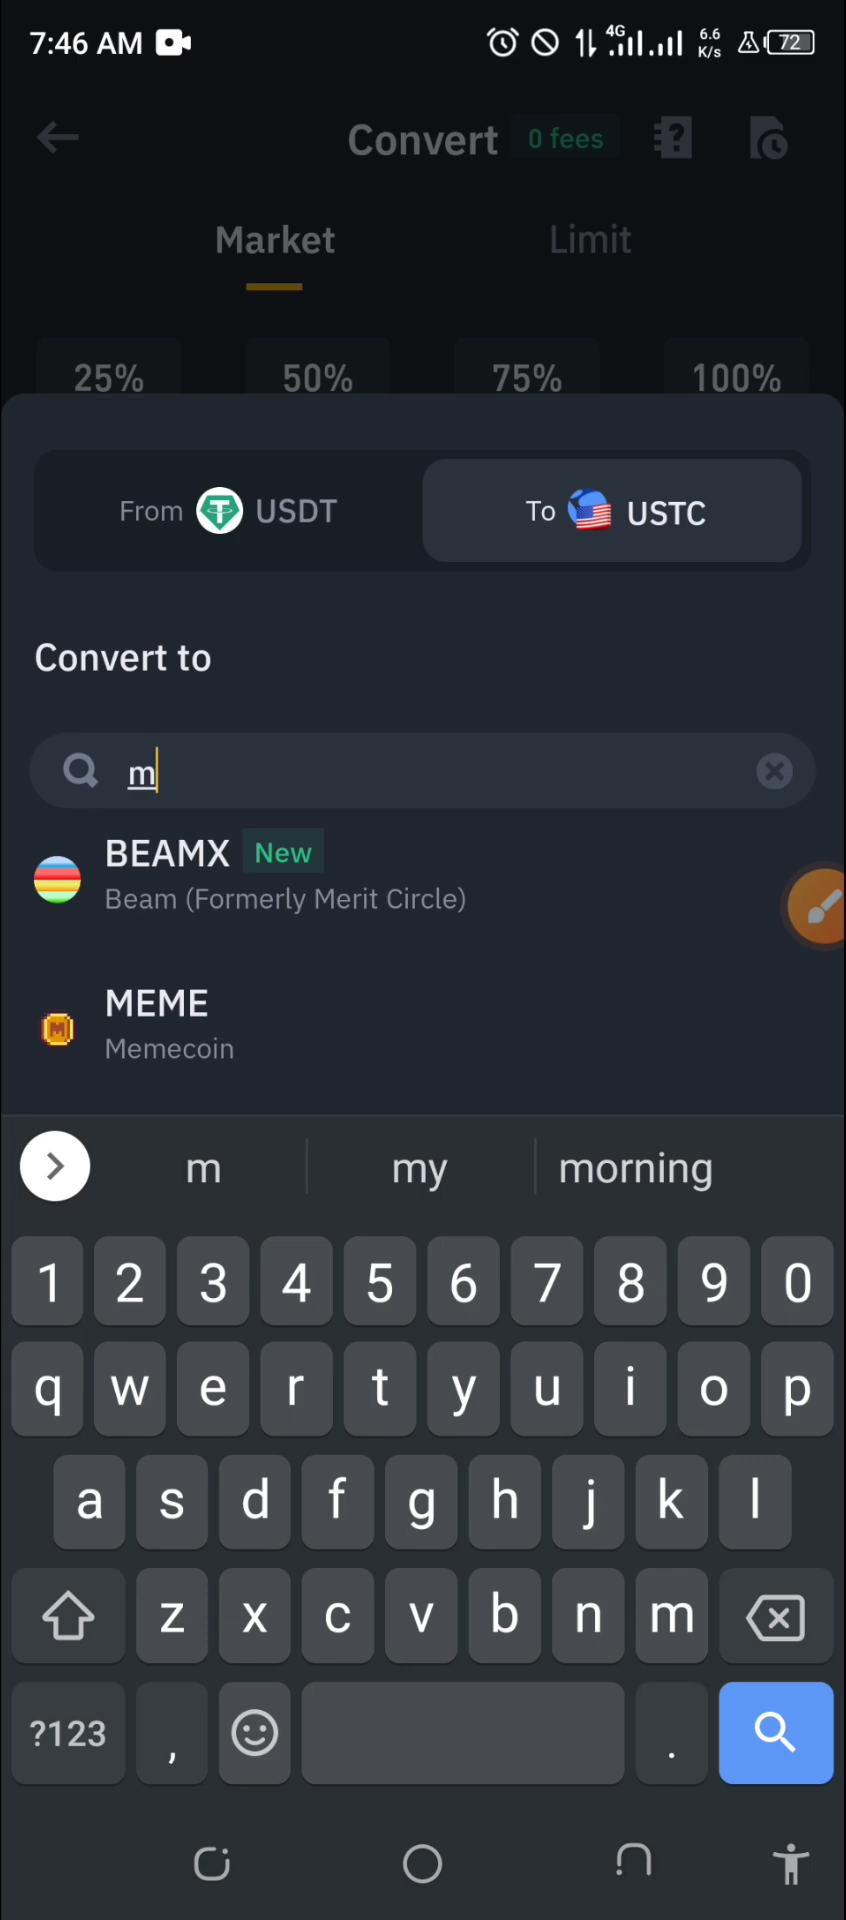 7:46 AM 4G 6.6 K/s 72
Convert 0 fees
Market Limit
25% 50% 75% 100%
From USDT To USTC
Convert to
m
BEAMX New
Beam (Formerly Merit Circle)
MEME
Memecoin
m my morning
1 2 3 4 5 6 7 8 9 0
q w e r t y u i o p
a s d f g h j k l
z x c v b n m
?123 , .